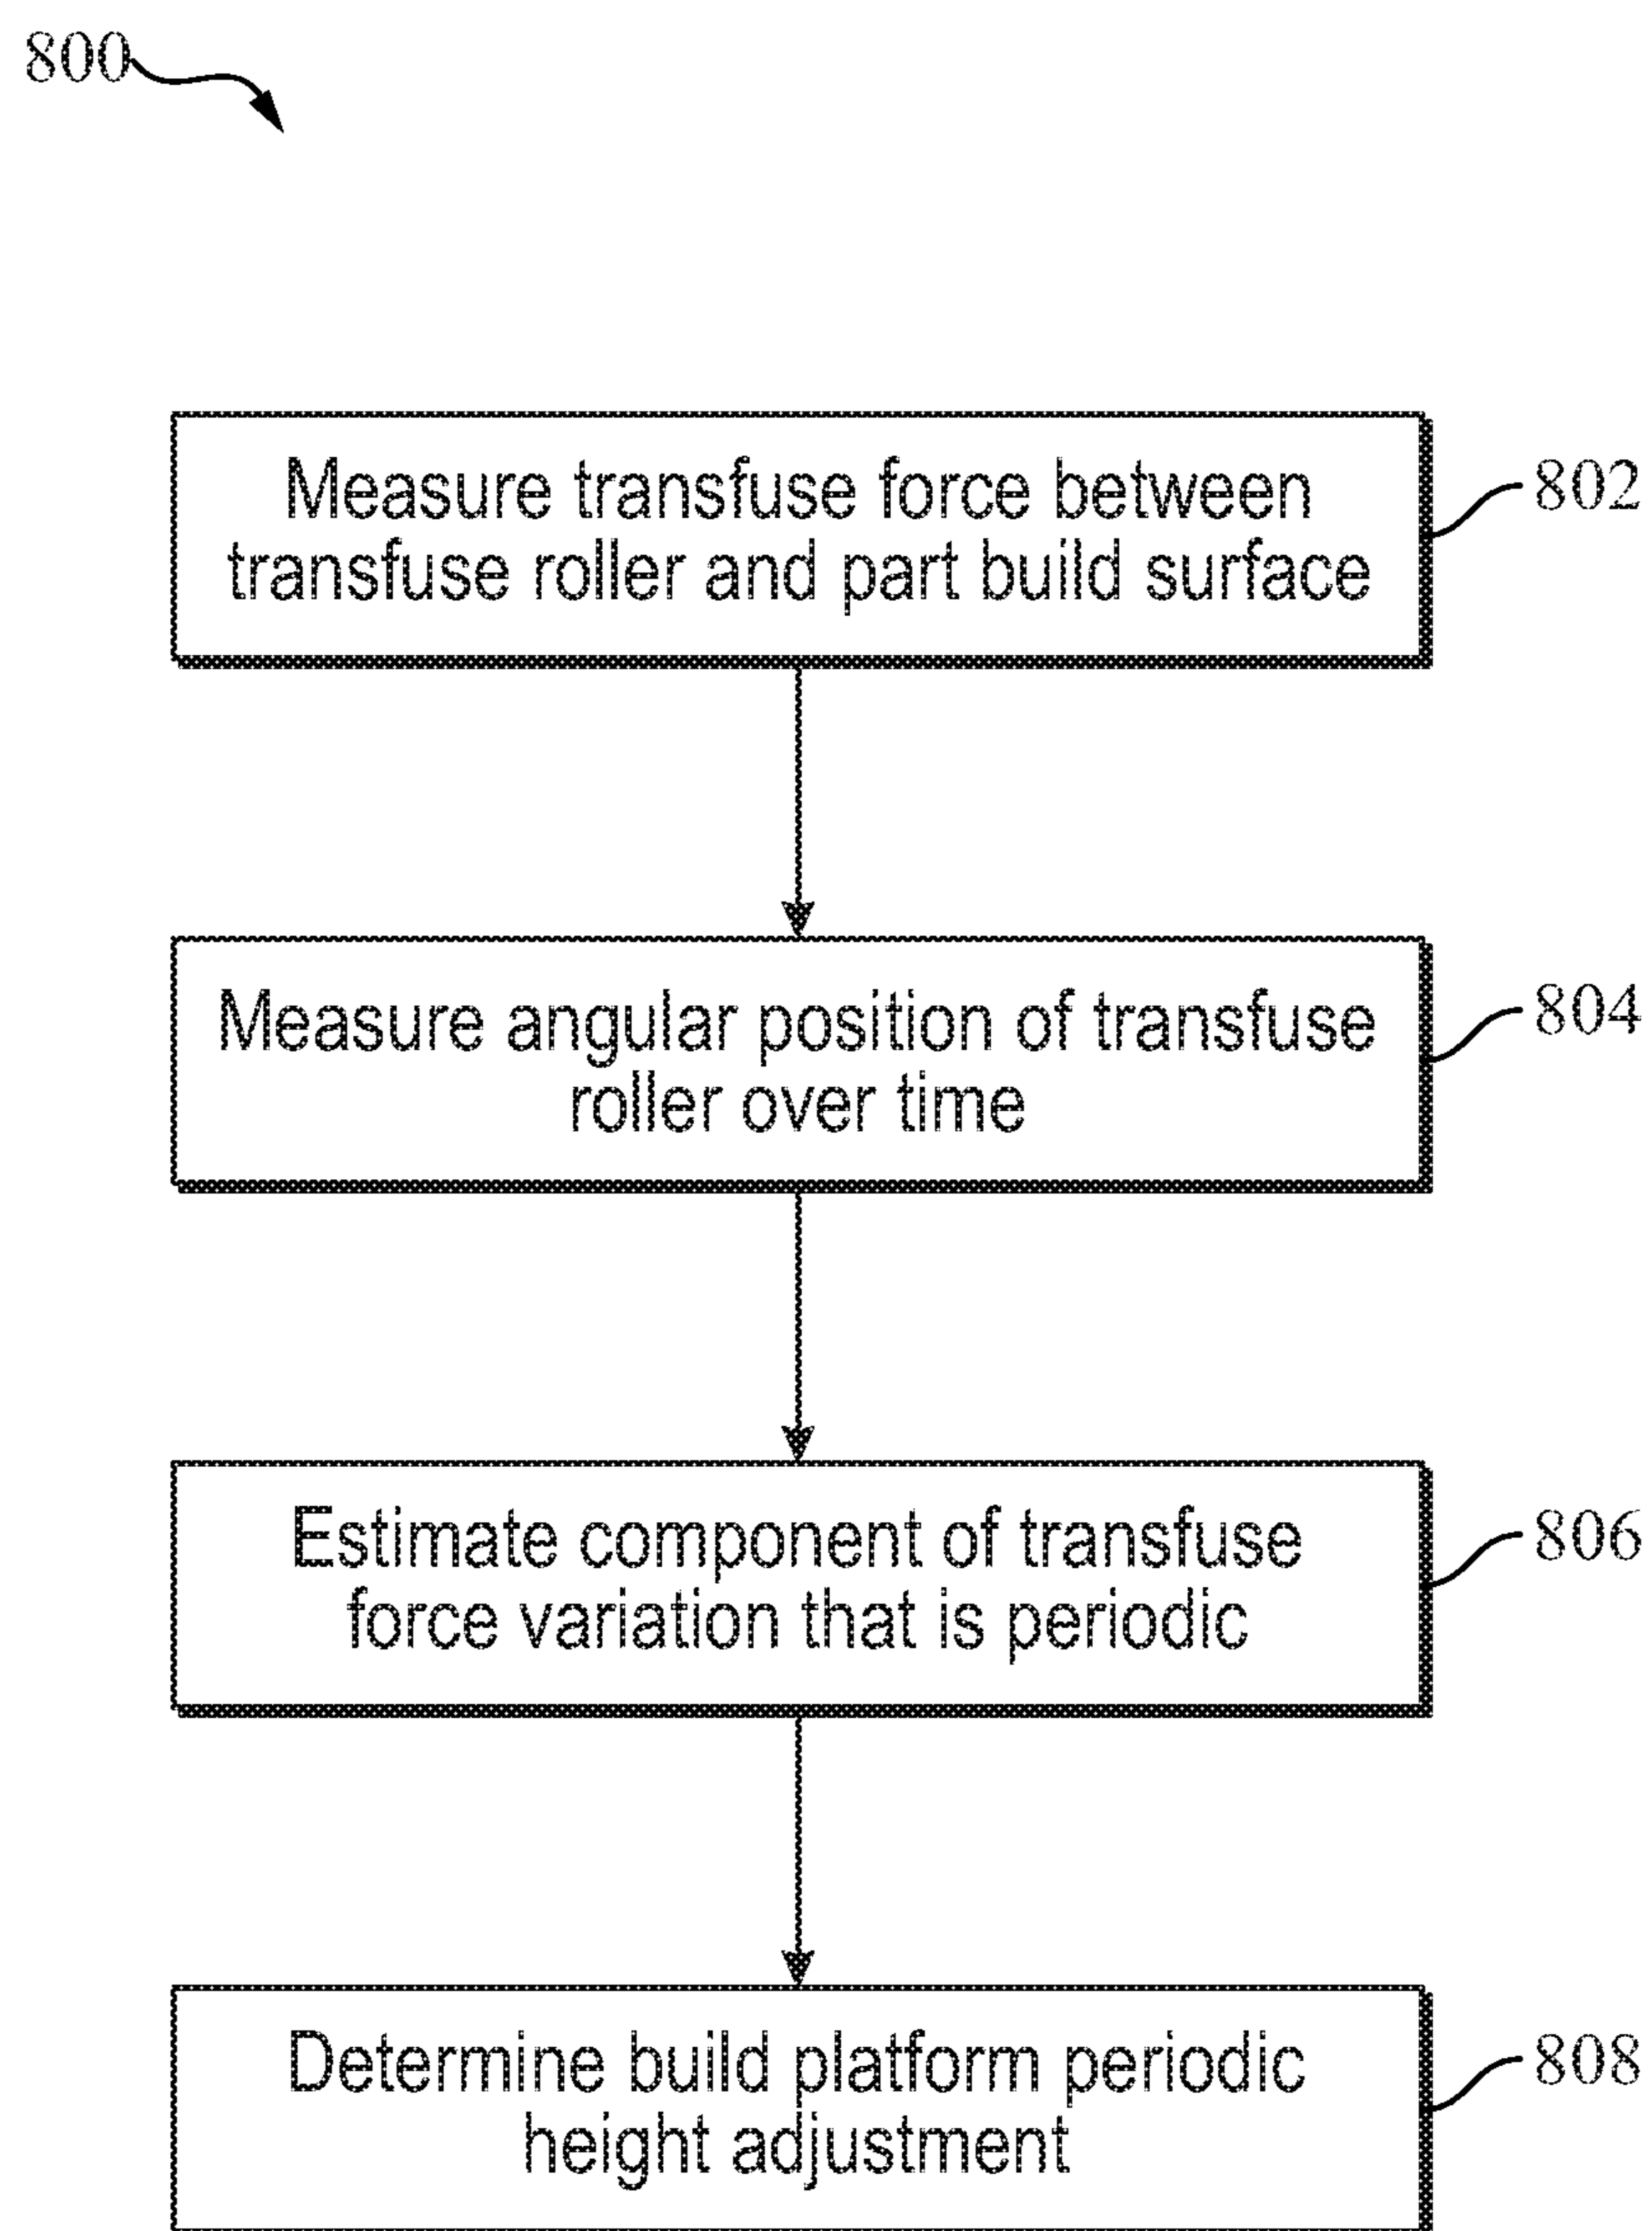 800
Measure transfuse force between
transfuse roller and part build surface
802
Measure angular position of transfuse
roller over time
804
Estimate component of transfuse
force variation that is periodic
806
Determine build platform periodic
height adjustment
808